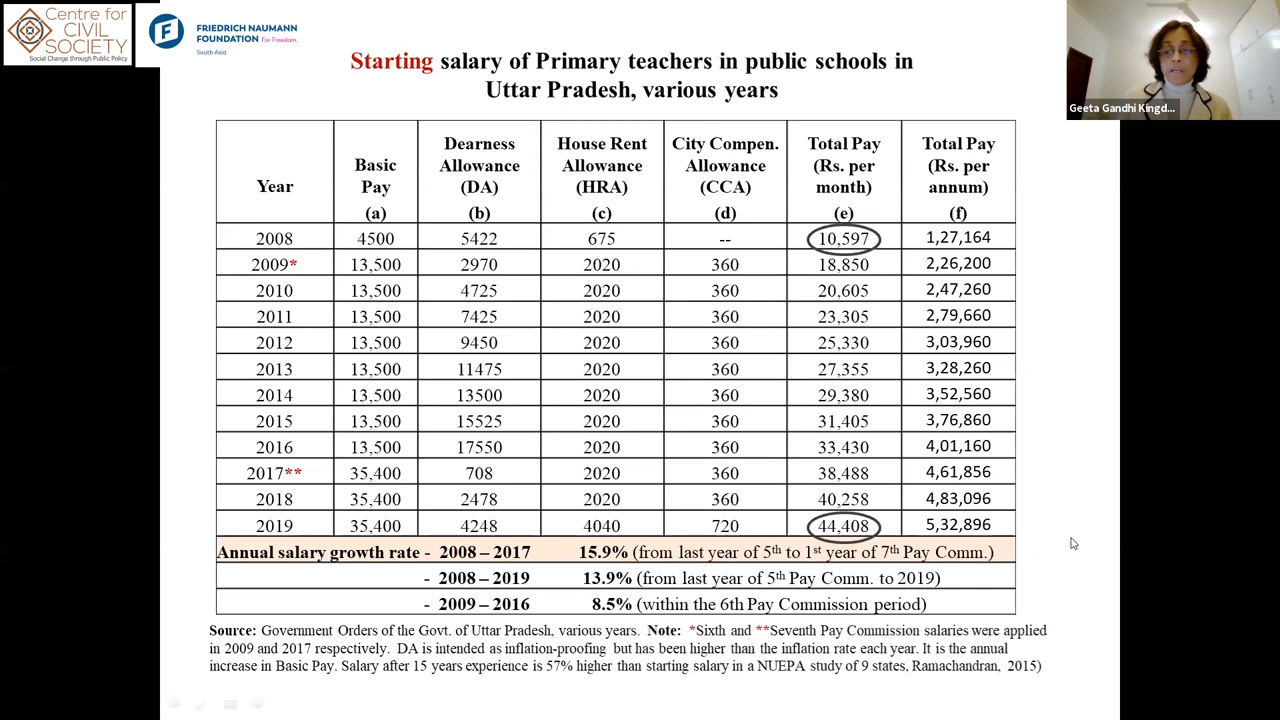 Centre for
CIVIL
SOCIETY
Social Change through Public Policy
FRIEDRICH NAUMANN
FOUNDATION For Freedom.
South Asia
Geeta Gandhi Kingd...
Starting salary of Primary teachers in public schools in
Uttar Pradesh, various years
Year | Basic Pay (a) | Dearness Allowance (DA) (b) | House Rent Allowance (HRA) (c) | City Compen. Allowance (CCA) (d) | Total Pay (Rs. per month) (e) | Total Pay (Rs. per annum) (f)
2008 | 4500 | 5422 | 675 | -- | 10,597 | 1,27,164
2009* | 13,500 | 2970 | 2020 | 360 | 18,850 | 2,26,200
2010 | 13,500 | 4725 | 2020 | 360 | 20,605 | 2,47,260
2011 | 13,500 | 7425 | 2020 | 360 | 23,305 | 2,79,660
2012 | 13,500 | 9450 | 2020 | 360 | 25,330 | 3,03,960
2013 | 13,500 | 11475 | 2020 | 360 | 27,355 | 3,28,260
2014 | 13,500 | 13500 | 2020 | 360 | 29,380 | 3,52,560
2015 | 13,500 | 15525 | 2020 | 360 | 31,405 | 3,76,860
2016 | 13,500 | 17550 | 2020 | 360 | 33,430 | 4,01,160
2017** | 35,400 | 708 | 2020 | 360 | 38,488 | 4,61,856
2018 | 35,400 | 2478 | 2020 | 360 | 40,258 | 4,83,096
2019 | 35,400 | 4248 | 4040 | 720 | 44,408 | 5,32,896
Annual salary growth rate - 2008 – 2017 15.9% (from last year of 5th to 1st year of 7th Pay Comm.)
- 2008 – 2019 13.9% (from last year of 5th Pay Comm. to 2019)
- 2009 – 2016 8.5% (within the 6th Pay Commission period)
Source: Government Orders of the Govt. of Uttar Pradesh, various years. Note: *Sixth and **Seventh Pay Commission salaries were applied
in 2009 and 2017 respectively. DA is intended as inflation-proofing but has been higher than the inflation rate each year. It is the annual
increase in Basic Pay. Salary after 15 years experience is 57% higher than starting salary in a NUEPA study of 9 states, Ramachandran, 2015)